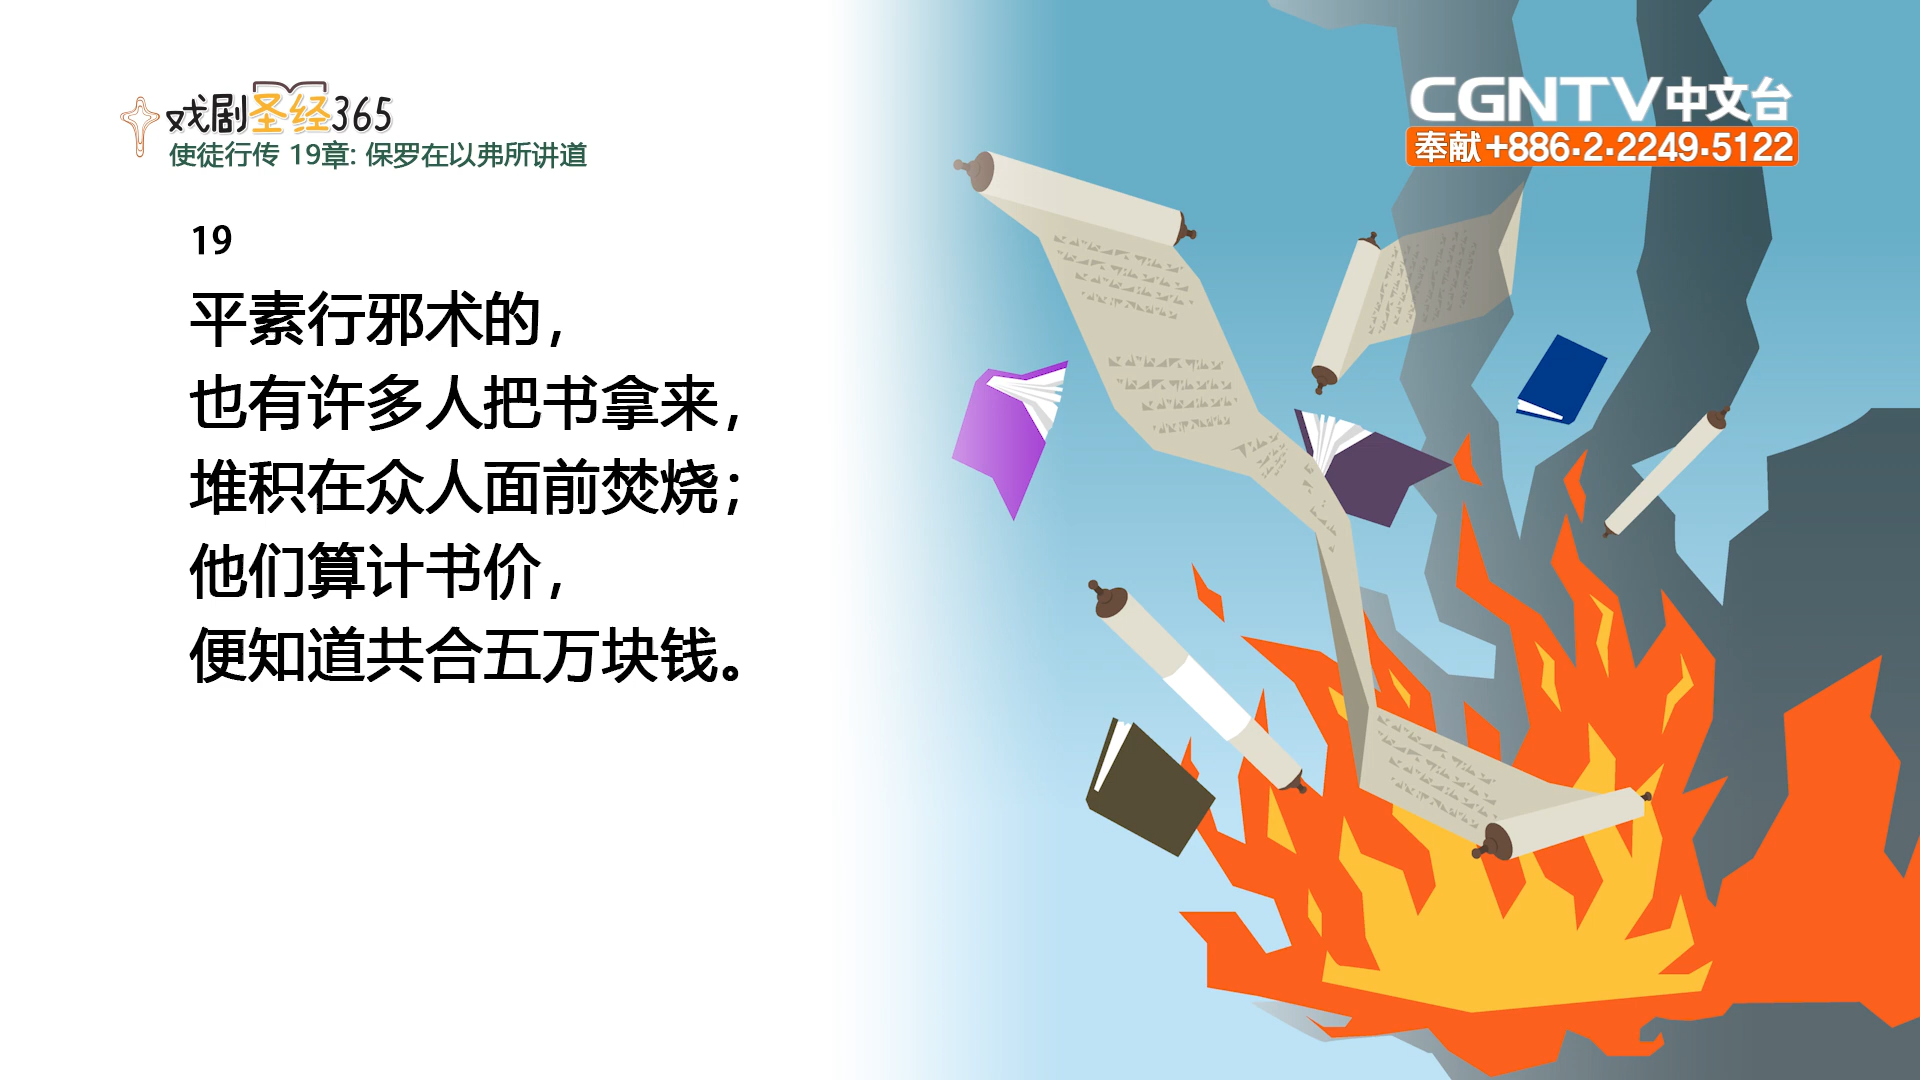 戏剧圣经365
使徒行传 19章: 保罗在以弗所讲道
CGNTV中文台
奉献+886·2·2249·5122
19
平素行邪术的，
也有许多人把书拿来，
堆积在众人面前焚烧；
他们算计书价，
便知道共合五万块钱。